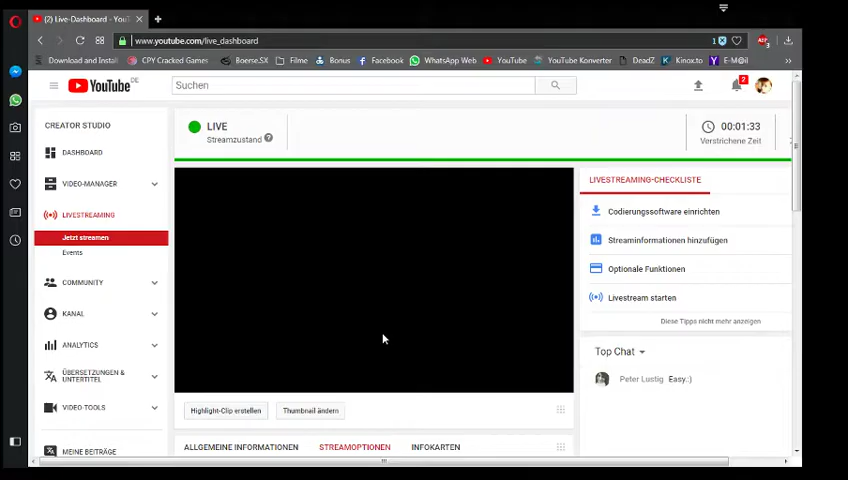 (2) Live-Dashboard - YouT
www.youtube.com/live_dashboard
1
Download and Install
CPY Cracked Games
Boerse.SX
Filme
Bonus
Facebook
WhatsApp Web
YouTube
YouTube Konverter
DeadZ
Kinox.to
E-M@il
YouTube DE
Suchen
2
CREATOR STUDIO
DASHBOARD
VIDEO-MANAGER
LIVESTREAMING
Jetzt streamen
Events
COMMUNITY
KANAL
ANALYTICS
ÜBERSETZUNGEN &
UNTERTITEL
VIDEO-TOOLS
MEINE BEITRÄGE
LIVE
Streamzustand
00:01:33
Verstrichene Zeit
Highlight-Clip erstellen
Thumbnail ändern
ALLGEMEINE INFORMATIONEN
STREAMOPTIONEN
INFOKARTEN
LIVESTREAMING-CHECKLISTE
Codierungssoftware einrichten
Streaminformationen hinzufügen
Optionale Funktionen
Livestream starten
Diese Tipps nicht mehr anzeigen
Top Chat
Peter Lustig Easy.:)